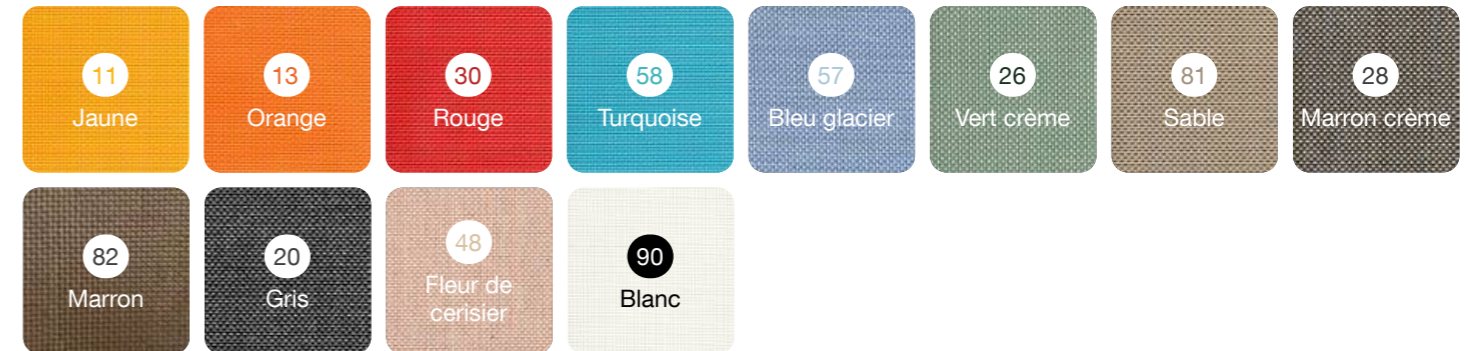 11
Jaune
13
Orange
30
Rouge
58
Turquoise
57
Bleu glacier
26
Vert crème
81
Sable
28
Marron crème
82
Marron
20
Gris
48
Fleur de
cerisier
90
Blanc